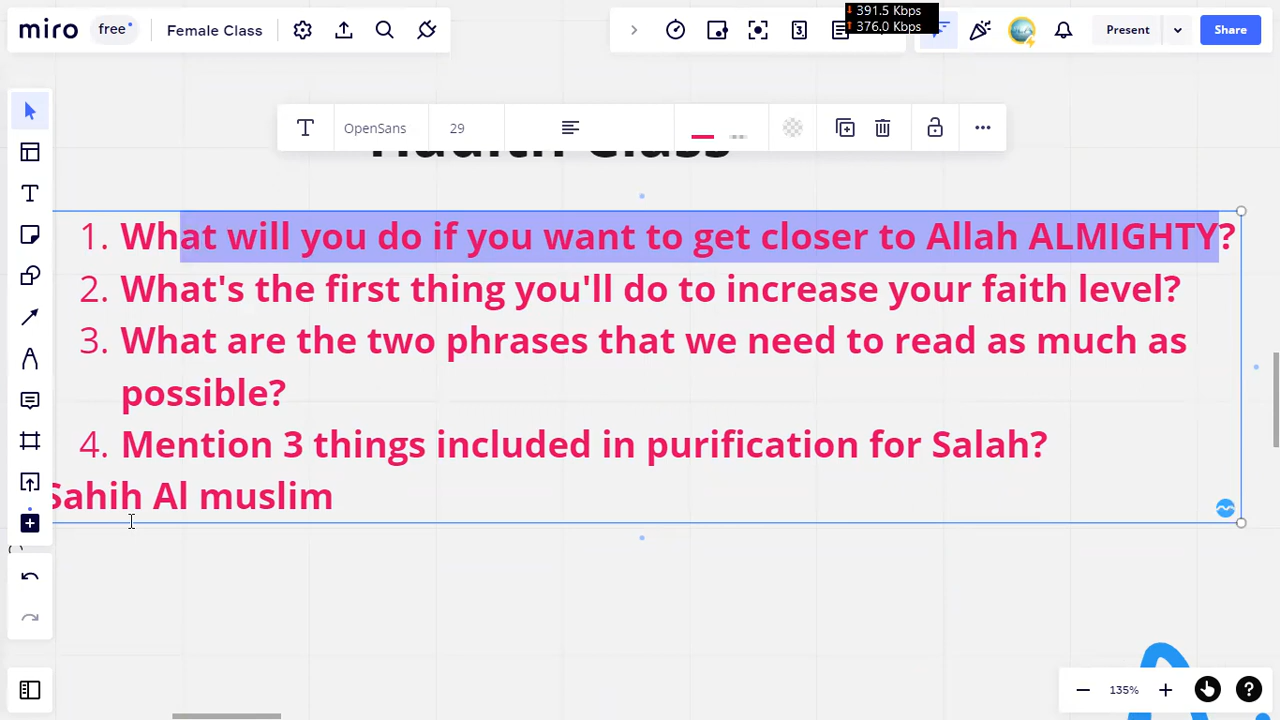 391.5 Kbps
376.0 Kbps
miro free Female Class Present Share
OpenSans 29
Hadith Class
1. What will you do if you want to get closer to Allah ALMIGHTY?
2. What's the first thing you'll do to increase your faith level?
3. What are the two phrases that we need to read as much as
possible?
4. Mention 3 things included in purification for Salah?
Sahih Al muslim
135%